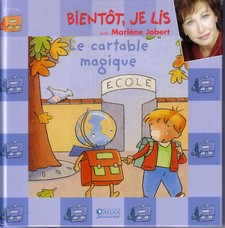 BIENTÔT, JE LIS
avec Marlène Jobert
Le cartable
magique
ECOLE